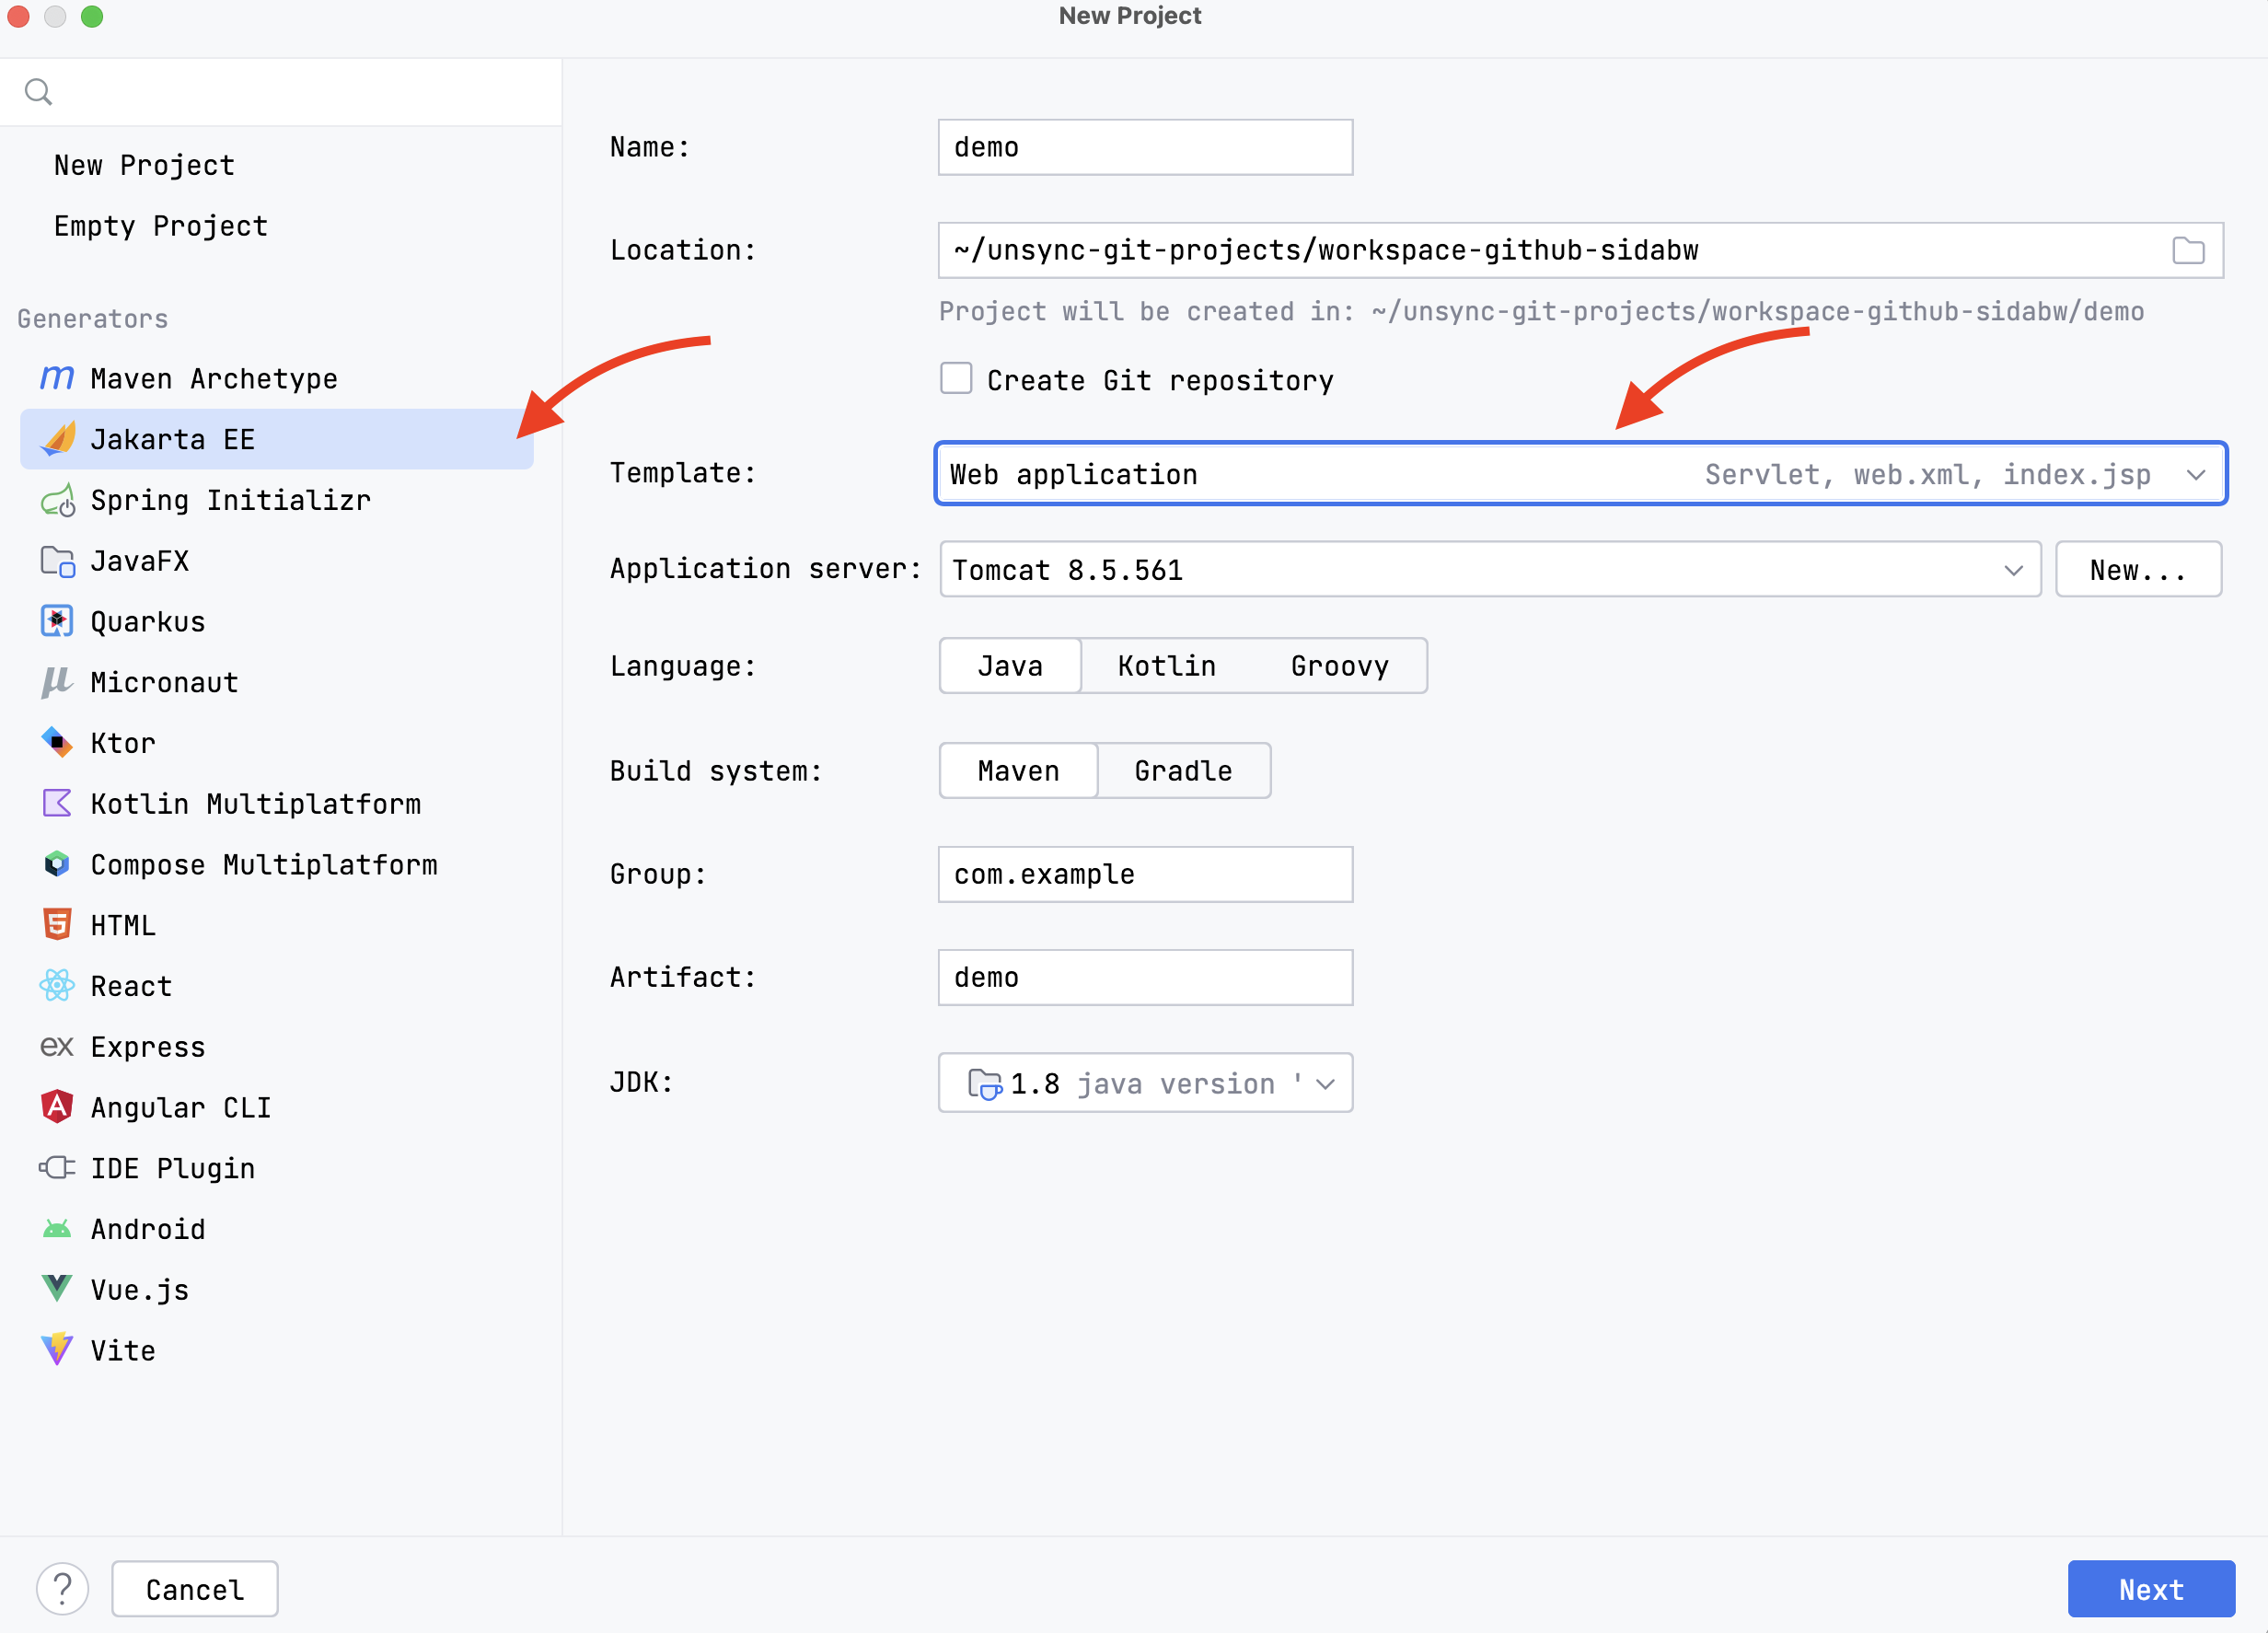 New Project
New Project
Empty Project
Generators
Maven Archetype
Jakarta EE
Spring Initializr
JavaFX
Quarkus
Micronaut
Ktor
Kotlin Multiplatform
Compose Multiplatform
HTML
React
Express
Angular CLI
IDE Plugin
Android
Vue.js
Vite
Name: demo
Location: ~/unsync-git-projects/workspace-github-sidabw
Project will be created in: ~/unsync-git-projects/workspace-github-sidabw/demo
Create Git repository
Template: Web application Servlet, web.xml, index.jsp
Application server: Tomcat 8.5.561 New...
Language: Java Kotlin Groovy
Build system: Maven Gradle
Group: com.example
Artifact: demo
JDK: 1.8 java version '
? Cancel Next